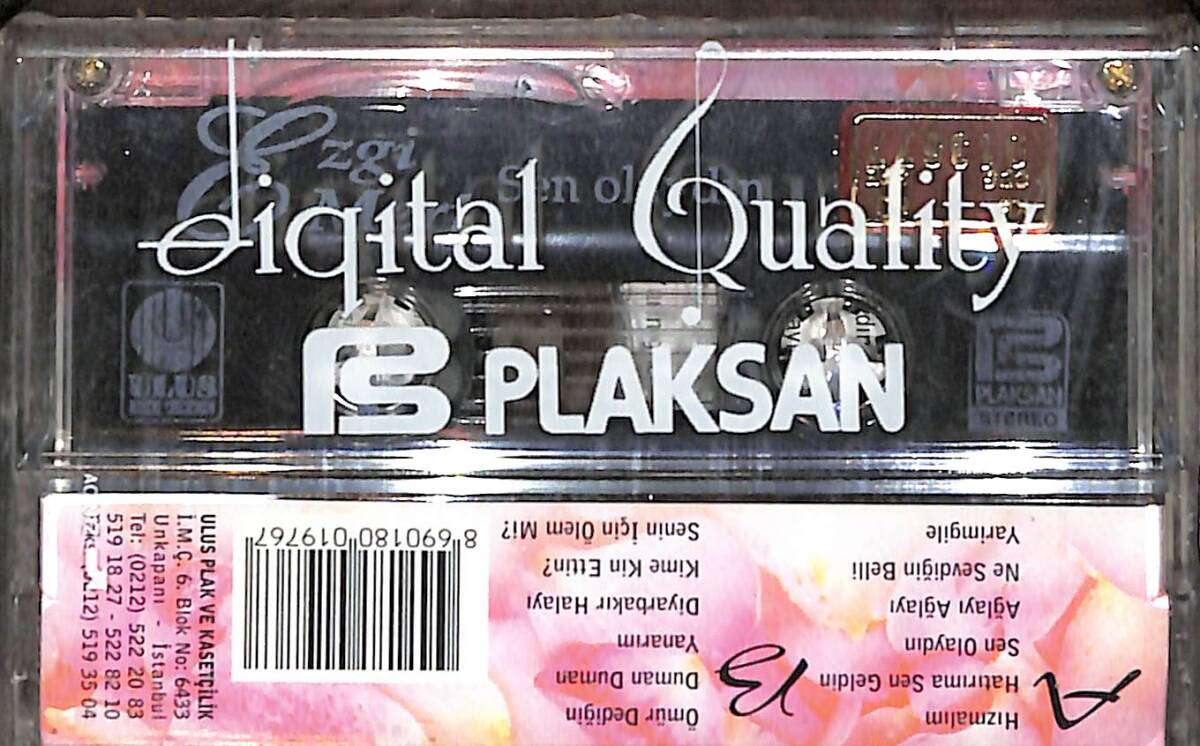 Digital Quality
PLAKSAN
Ezgi
Sen
ULUS
PLAKSAN
STEREO
A
Hızmalım
Hatırıma Sen Geldin
Sen Olaydın
Ağlayı Ağlayı
Ne Sevdiğin Belli
Yarimgile
B
Ömür Dediğin
Duman Duman
Yanarım
Diyarbakır Halayı
Kime Kin Ettin?
Senin İçin Ölem Mi?
8 690180 019767
ULUS PLAK VE KASETÇİLİK
İ.M.Ç. 6. Blok No: 6433
Unkapanı - İstanbul
Tel: (0212) 522 20 83
519 18 27 - 522 82 10
519 35 04